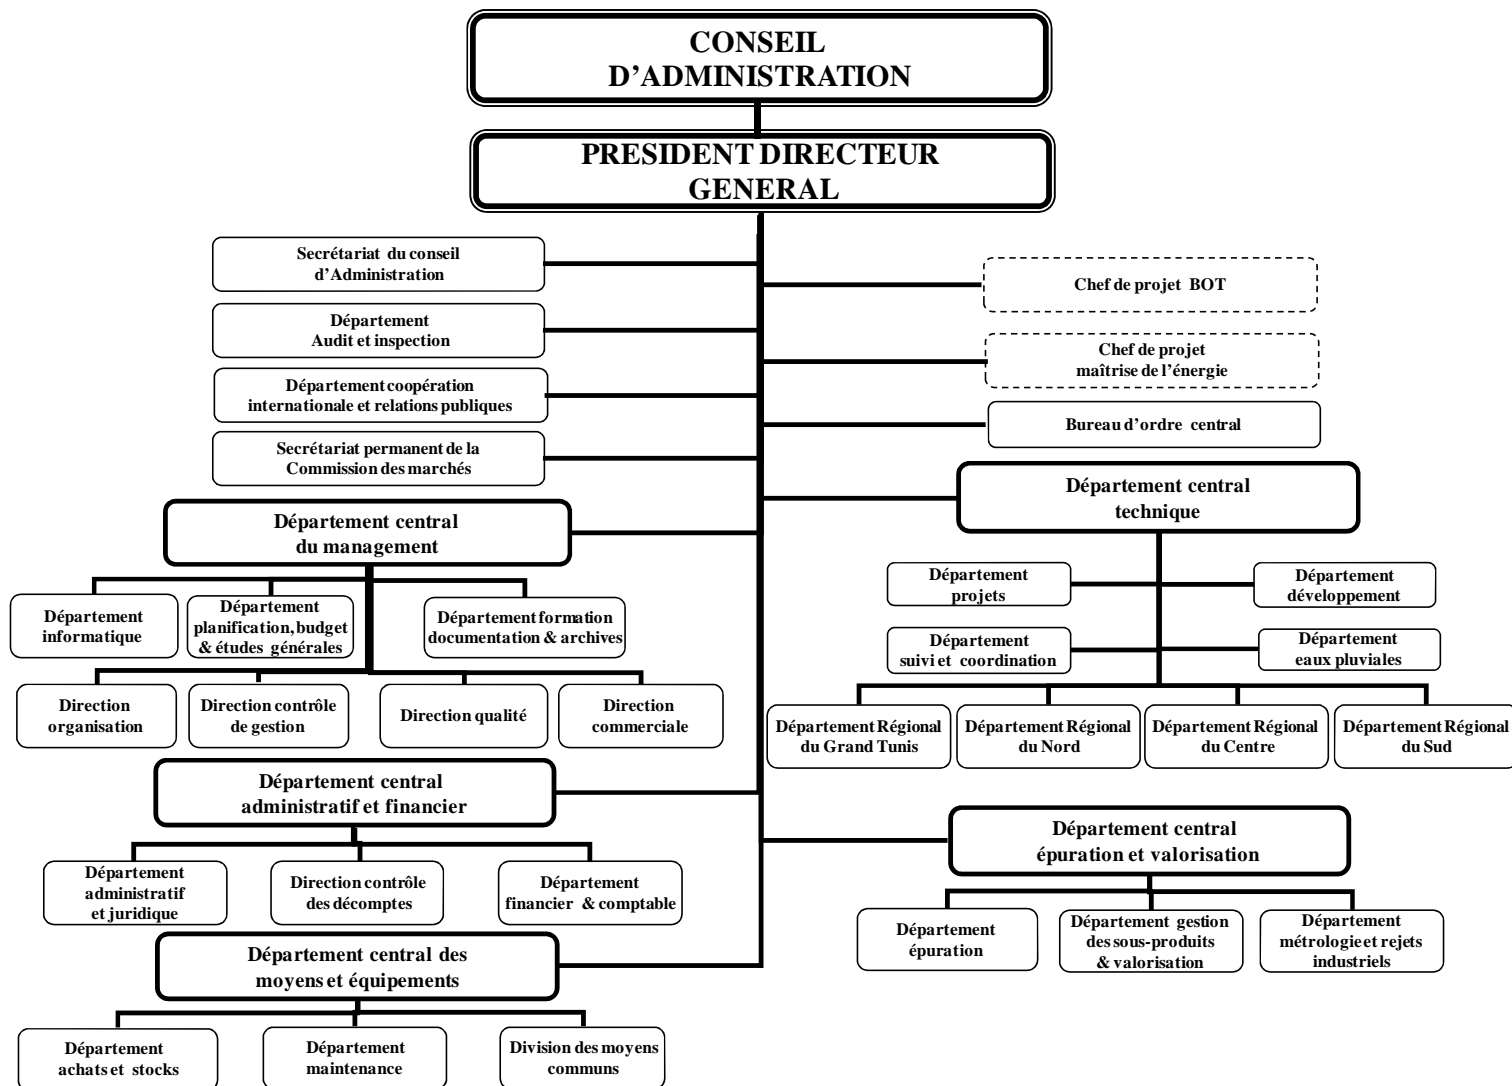 CONSEIL
D’ADMINISTRATION
PRESIDENT DIRECTEUR
GENERAL
Secrétariat du conseil
d’Administration
Département
Audit et inspection
Département coopération
internationale et relations publiques
Secrétariat permanent de la
Commission des marchés
Chef de projet BOT
Chef de projet
maîtrise de l’énergie
Bureau d’ordre central
Département central
du management
Département
informatique
Département
planification, budget
& études générales
Département formation
documentation & archives
Direction
organisation
Direction contrôle
de gestion
Direction qualité
Direction
commerciale
Département central
technique
Département
projets
Département
développement
Département
suivi et coordination
Département
eaux pluviales
Département Régional
du Grand Tunis
Département Régional
du Nord
Département Régional
du Centre
Département Régional
du Sud
Département central
administratif et financier
Département
administratif
et juridique
Direction contrôle
des décomptes
Département
financier & comptable
Département central
épuration et valorisation
Département
épuration
Département gestion
des sous-produits
& valorisation
Département
métrologie et rejets
industriels
Département central des
moyens et équipements
Département
achats et stocks
Département
maintenance
Division des moyens
communs